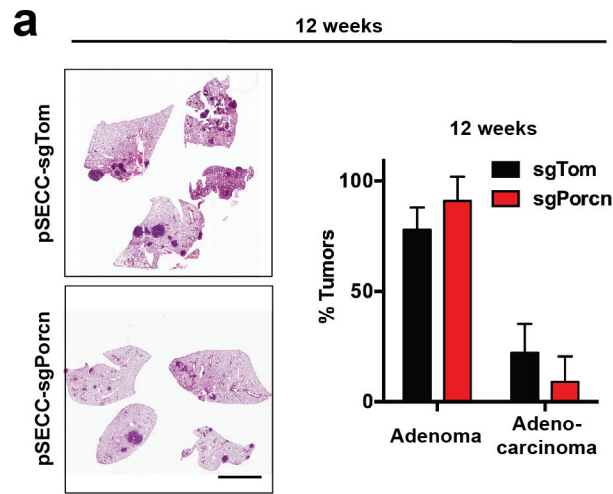 a
12 weeks
pSECC-sgTom
pSECC-sgPorcn
12 weeks
sgTom
sgPorcn
% Tumors
100
50
0
Adenoma
Adeno-
carcinoma